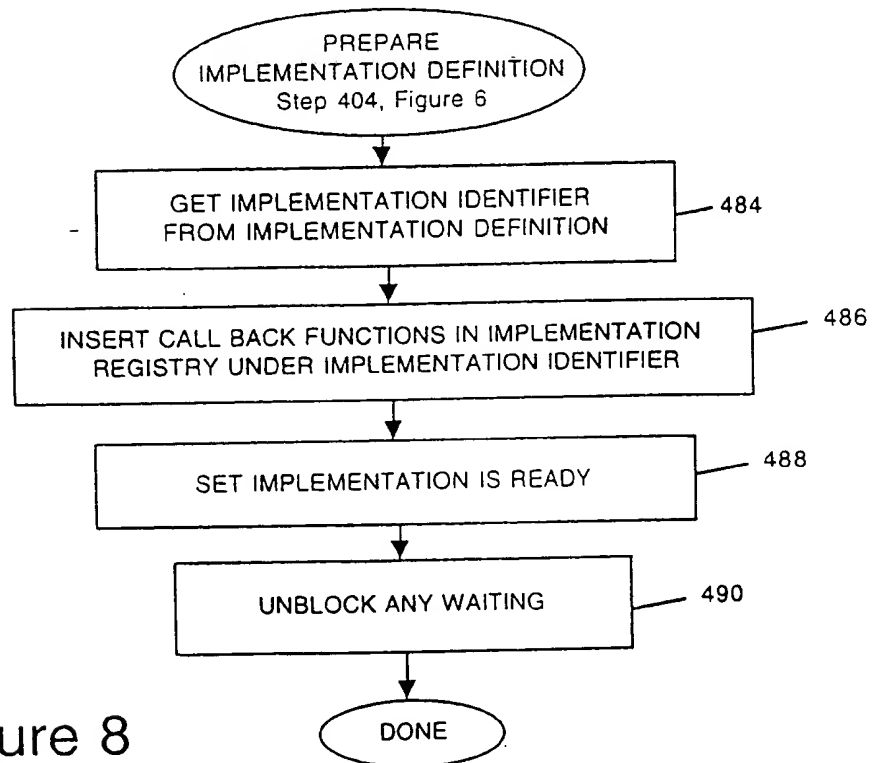 PREPARE
IMPLEMENTATION DEFINITION
Step 404, Figure 6
GET IMPLEMENTATION IDENTIFIER
FROM IMPLEMENTATION DEFINITION
484
INSERT CALL BACK FUNCTIONS IN IMPLEMENTATION
REGISTRY UNDER IMPLEMENTATION IDENTIFIER
486
SET IMPLEMENTATION IS READY
488
UNBLOCK ANY WAITING
490
DONE
ure 8